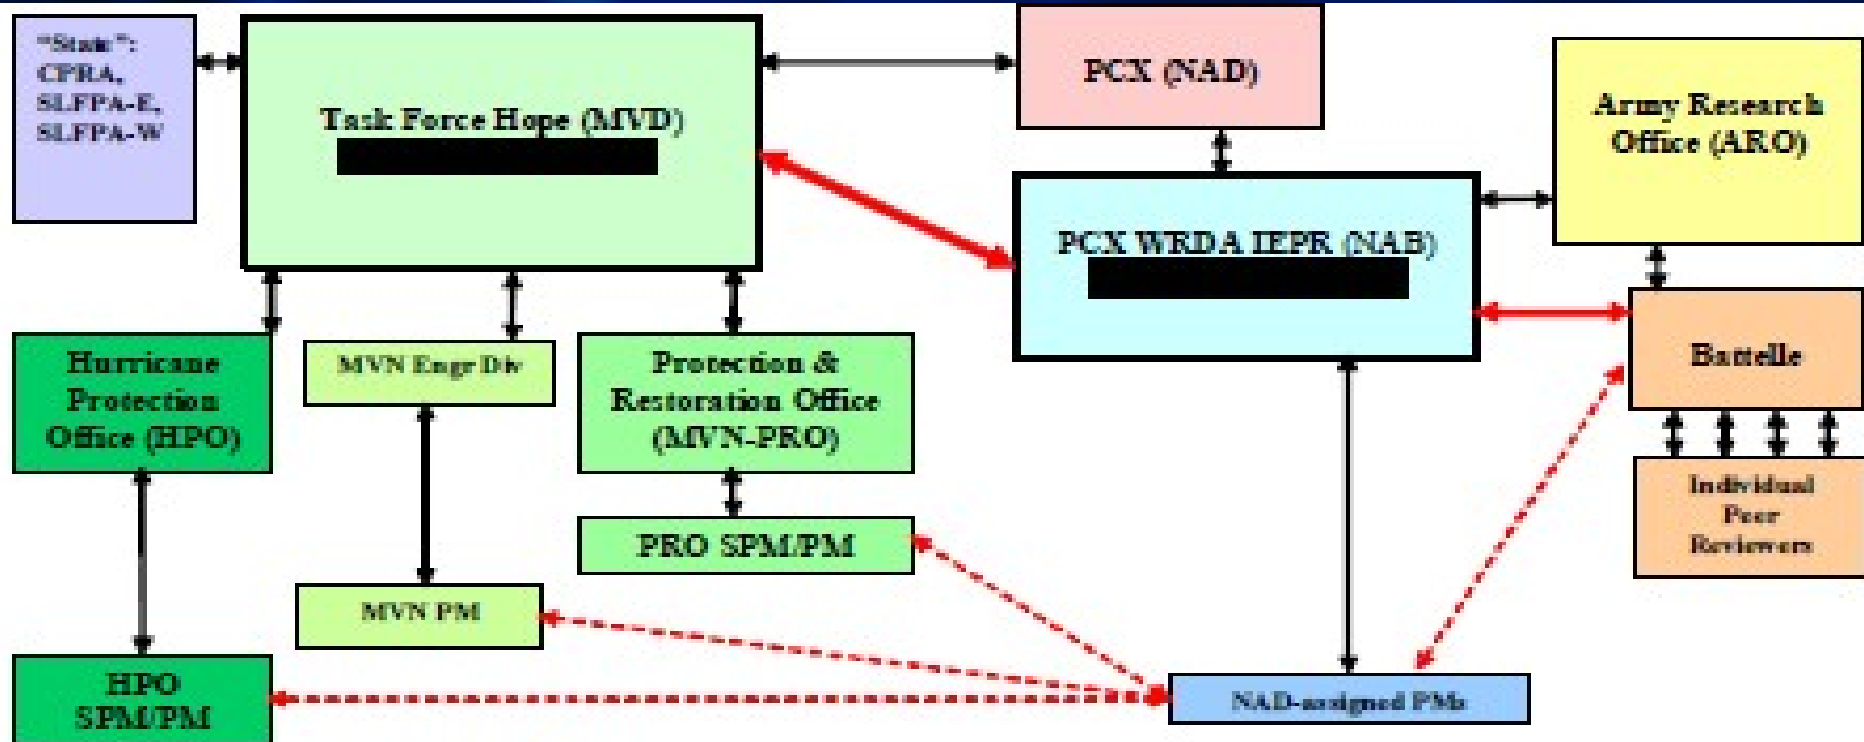 "State":
CPRA,
SLFPA-E,
SLFPA-W
Task Force Hope (MVD)
PCX (NAD)
Army Research
Office (ARO)
PCX WRDA IEPR (NAB)
Hurricane
Protection
Office (HPO)
MVN Engr Div
Protection &
Restoration Office
(MVN-PRO)
Battelle
Individual
Peer
Reviewers
PRO SPM/PM
MVN PM
HPO
SPM/PM
NAD-assigned PMs